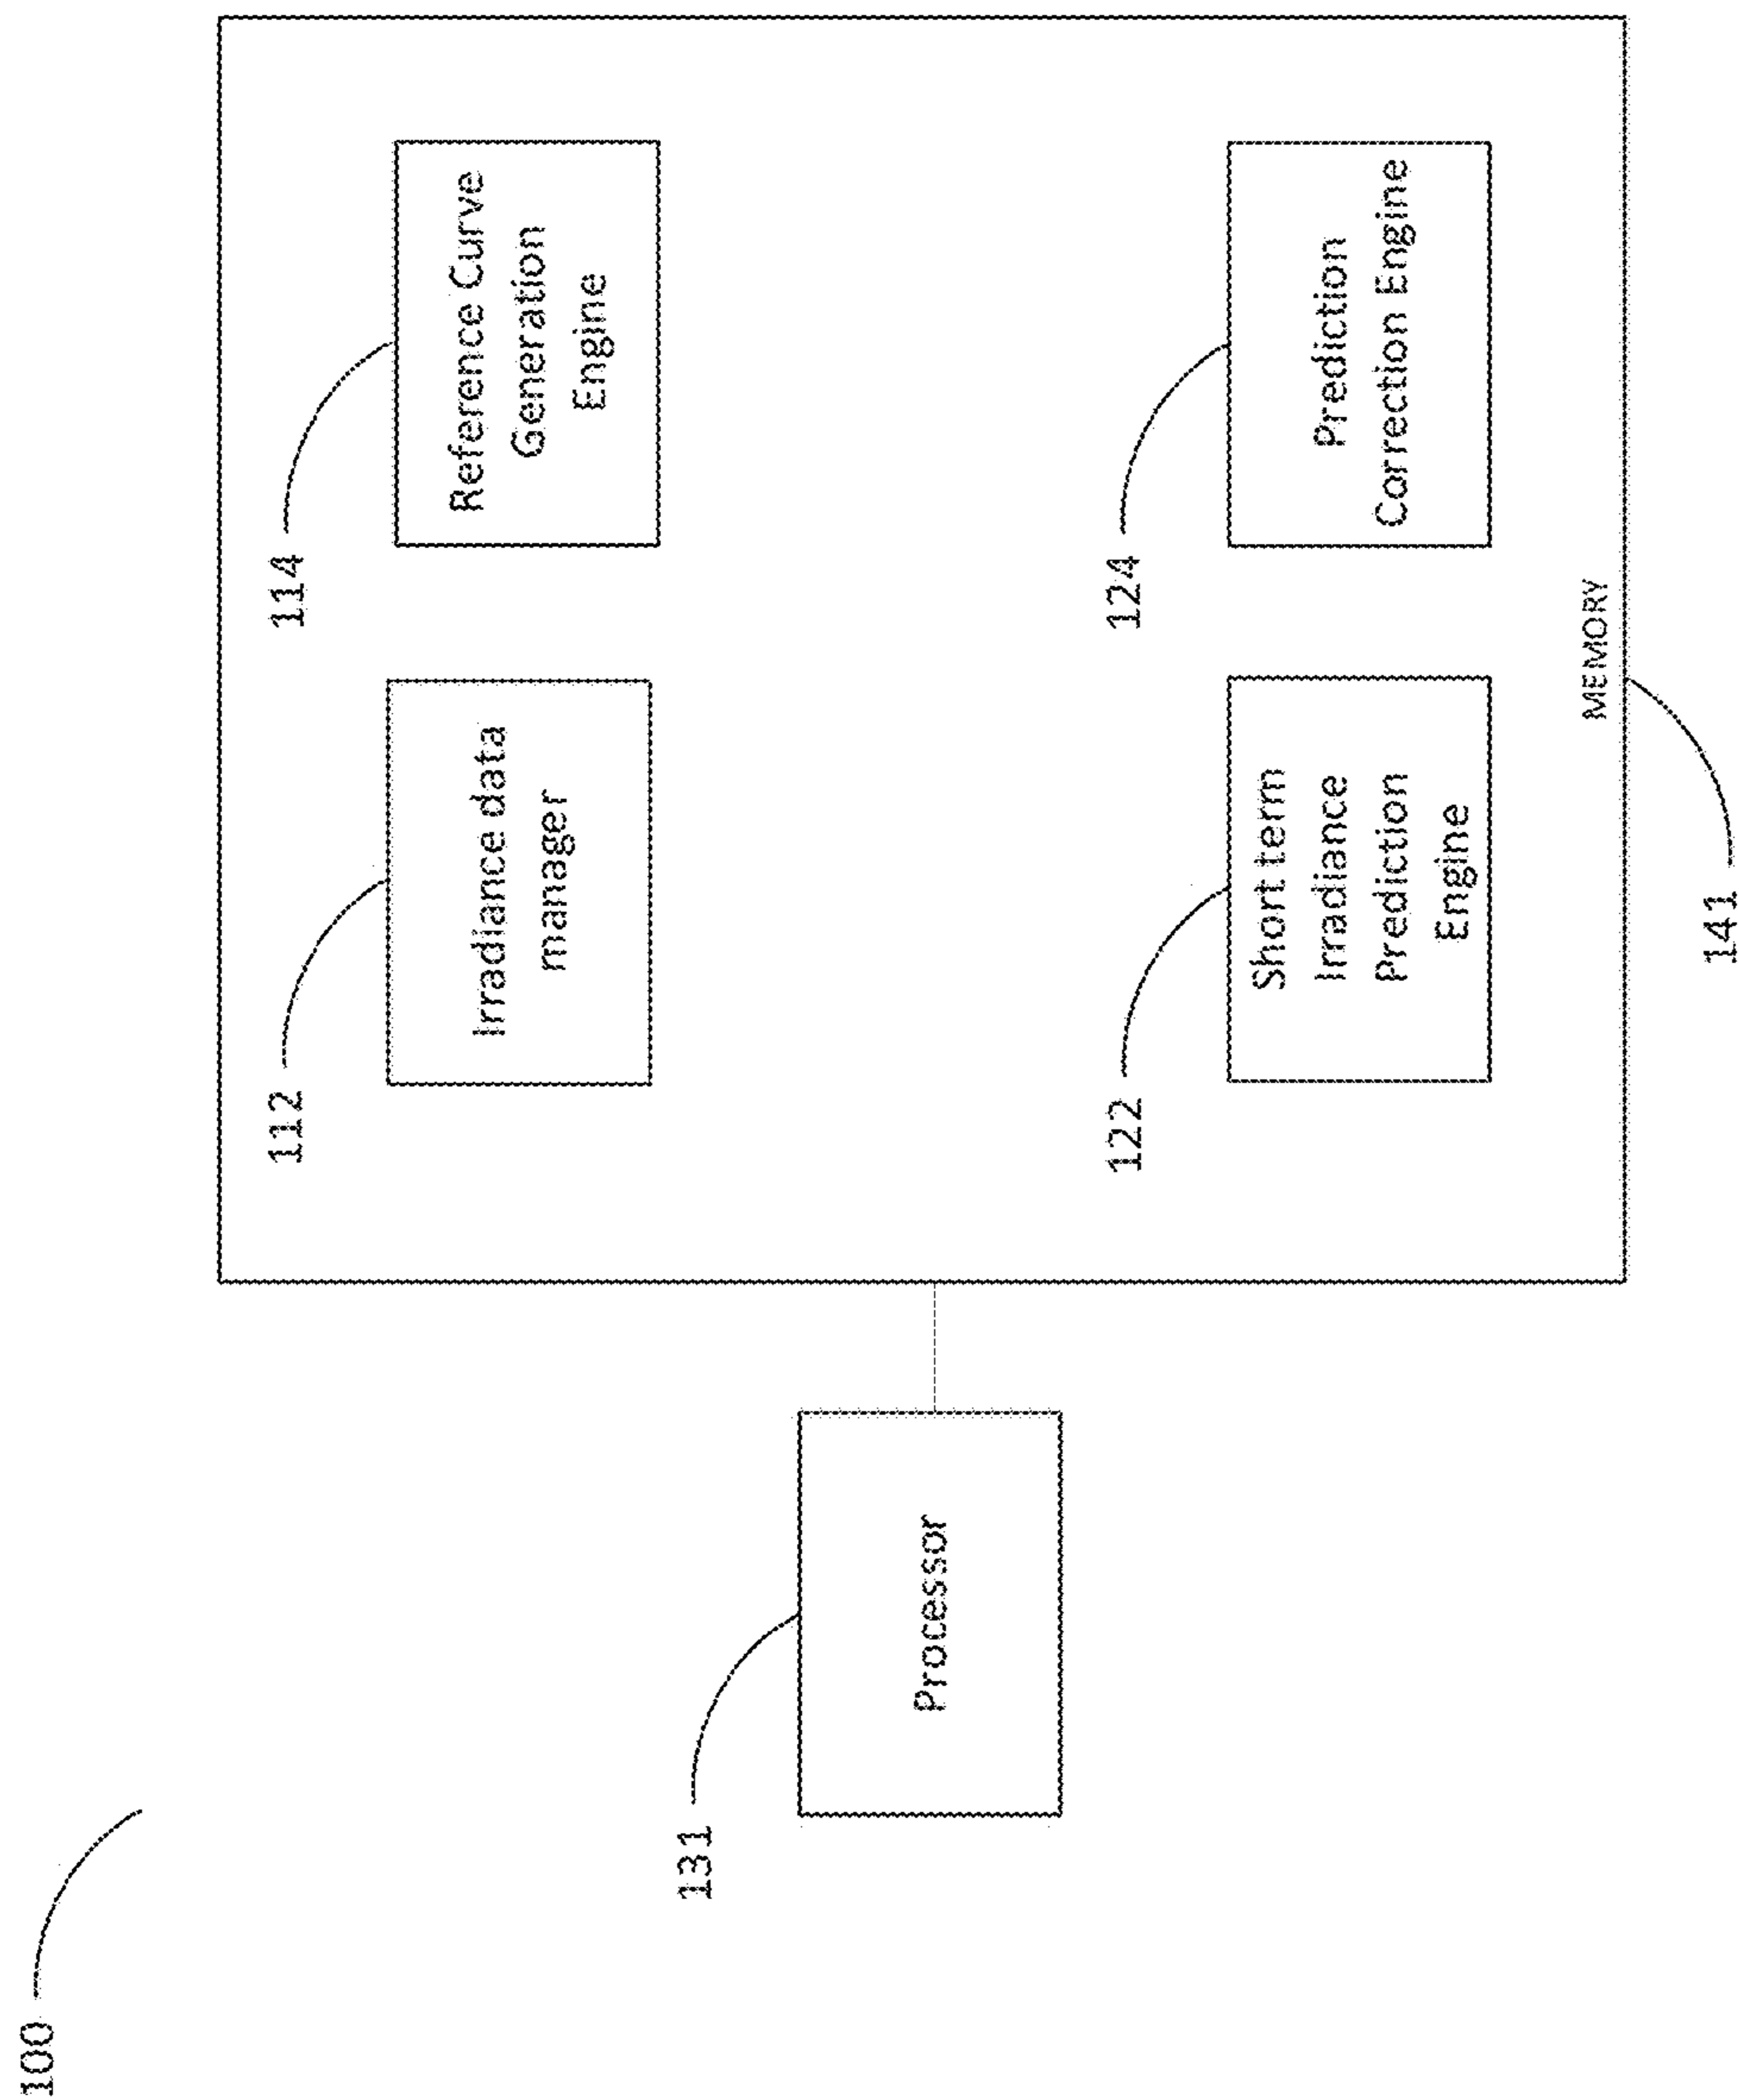 100
131
Processor
112
Irradiance data
manager
114
Reference Curve
Generation
Engine
122
Short term
Irradiance
Prediction
Engine
124
Prediction
Correction Engine
MEMORY
141